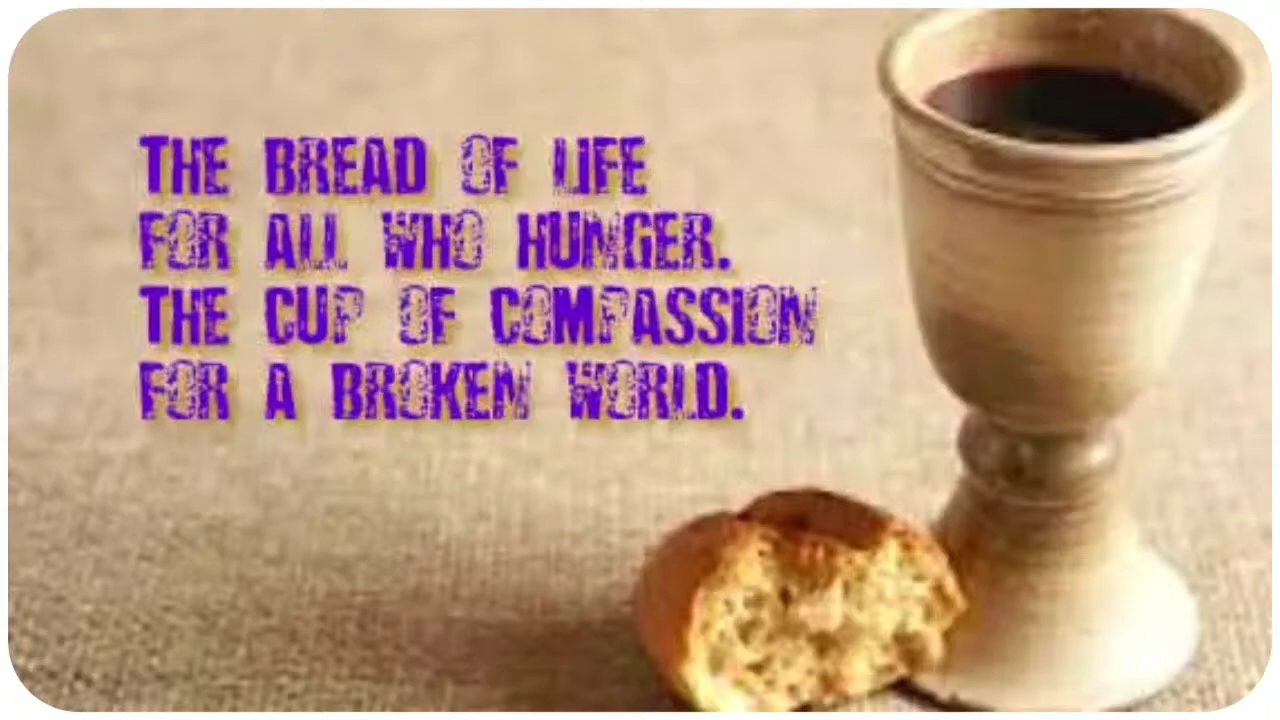 THE BREAD OF LIFE
FOR ALL WHO HUNGER.
THE CUP OF COMPASSION
FOR A BROKEN WORLD.